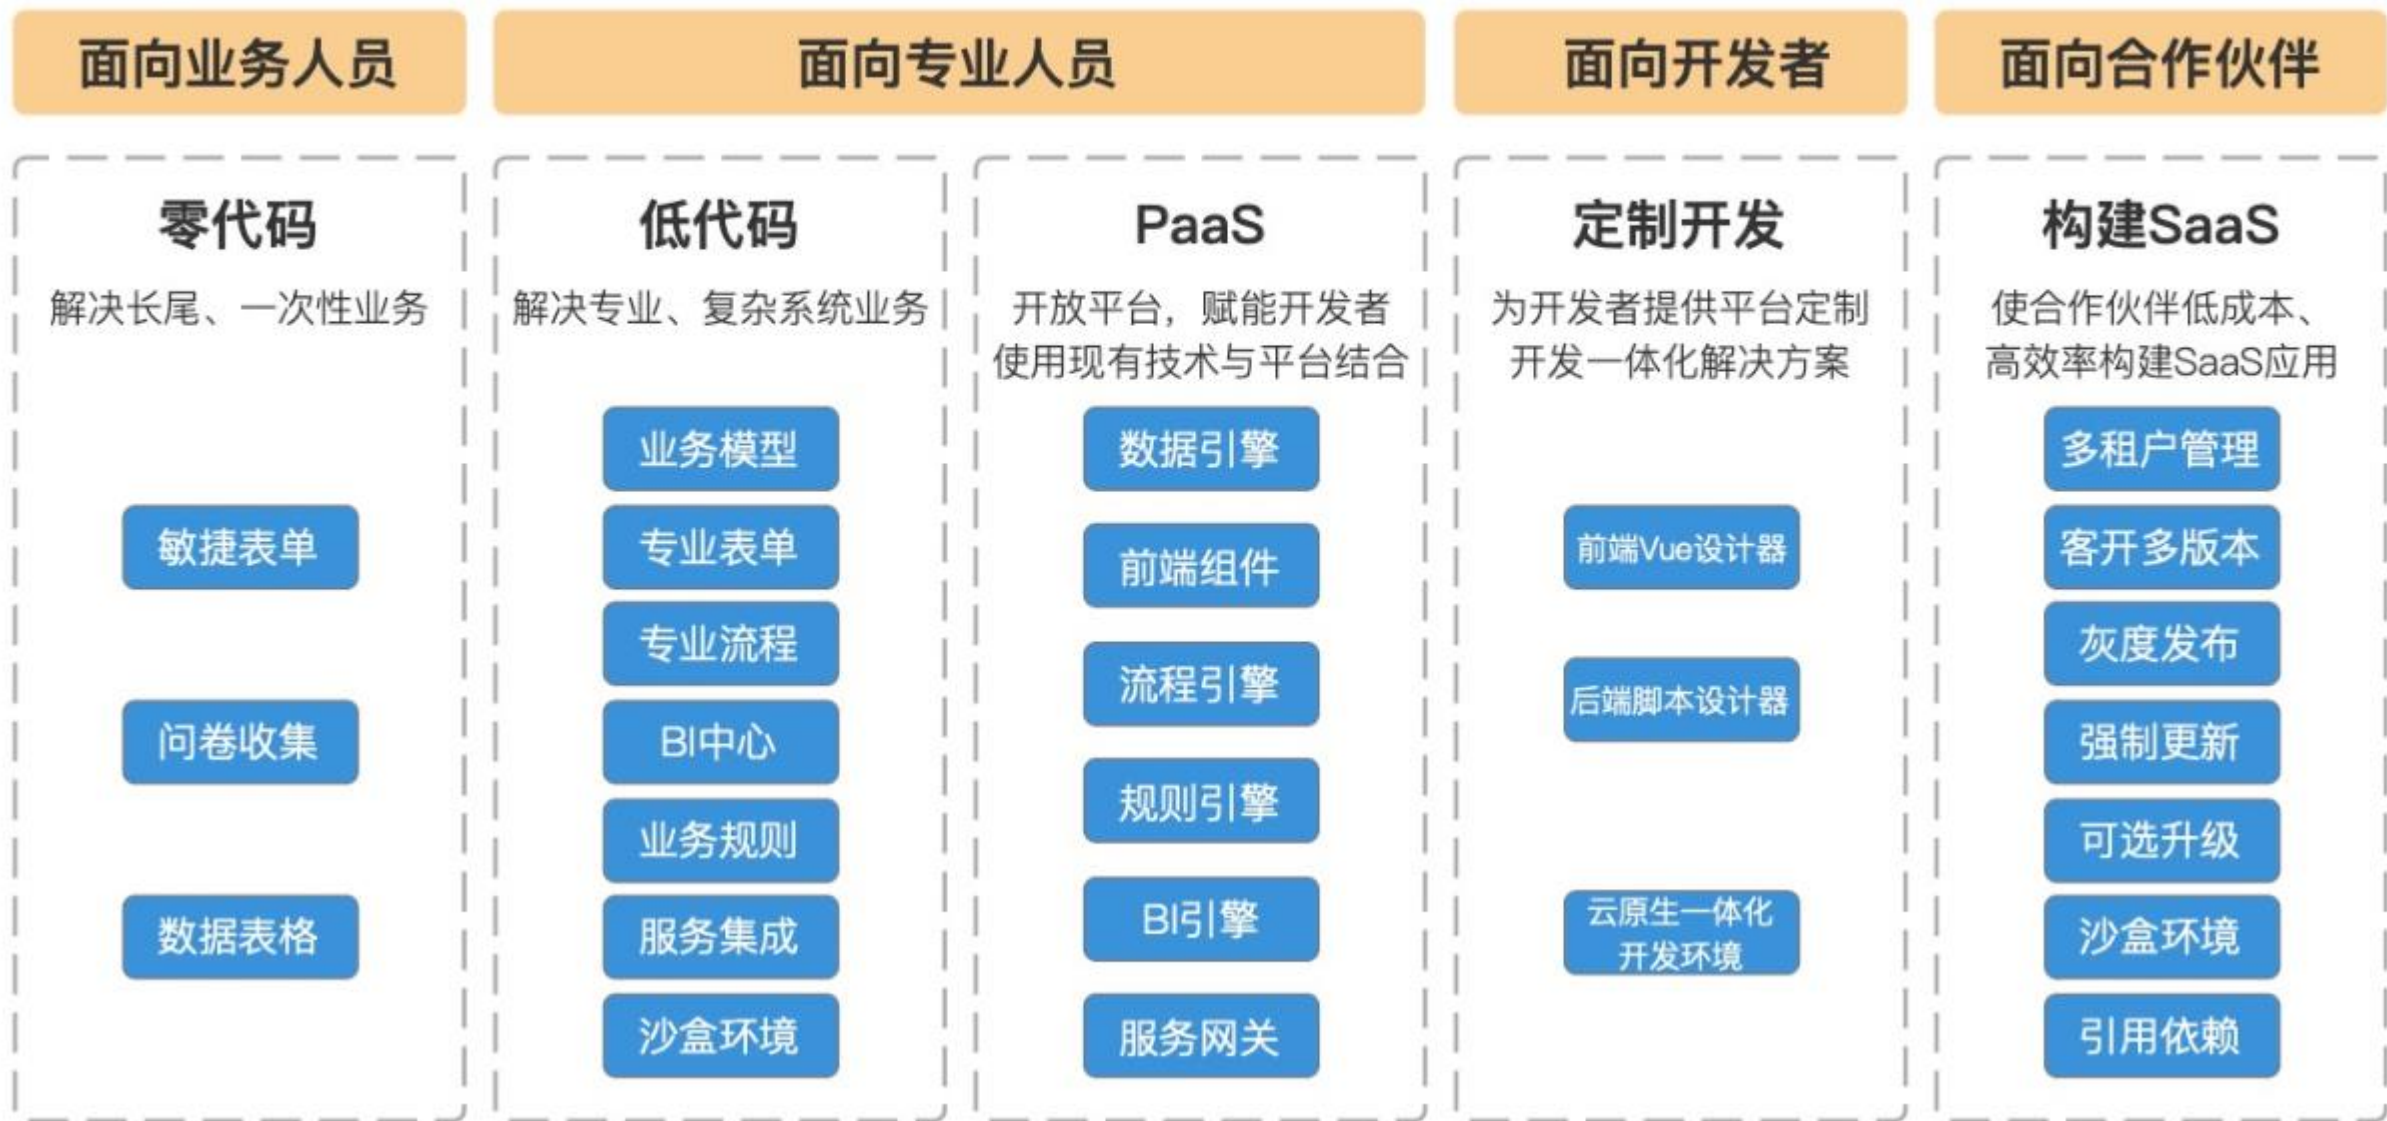 面向业务人员
面向专业人员
面向开发者
面向合作伙伴
零代码
解决长尾、一次性业务
敏捷表单
问卷收集
数据表格
低代码
解决专业、复杂系统业务
业务模型
专业表单
专业流程
BI中心
业务规则
服务集成
沙盒环境
PaaS
开放平台，赋能开发者
使用现有技术与平台结合
数据引擎
前端组件
流程引擎
规则引擎
BI引擎
服务网关
定制开发
为开发者提供平台定制
开发一体化解决方案
前端Vue设计器
后端脚本设计器
云原生一体化
开发环境
构建SaaS
使合作伙伴低成本、
高效率构建SaaS应用
多租户管理
客开多版本
灰度发布
强制更新
可选升级
沙盒环境
引用依赖